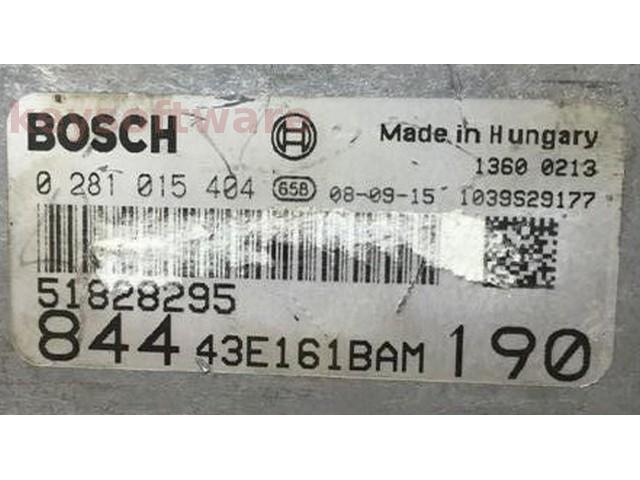 keysoftware
BOSCH Made in Hungary
1360 0213
0 281 015 404 658 08-09-15 1039S29177
51828295
844 43E161BAM 190